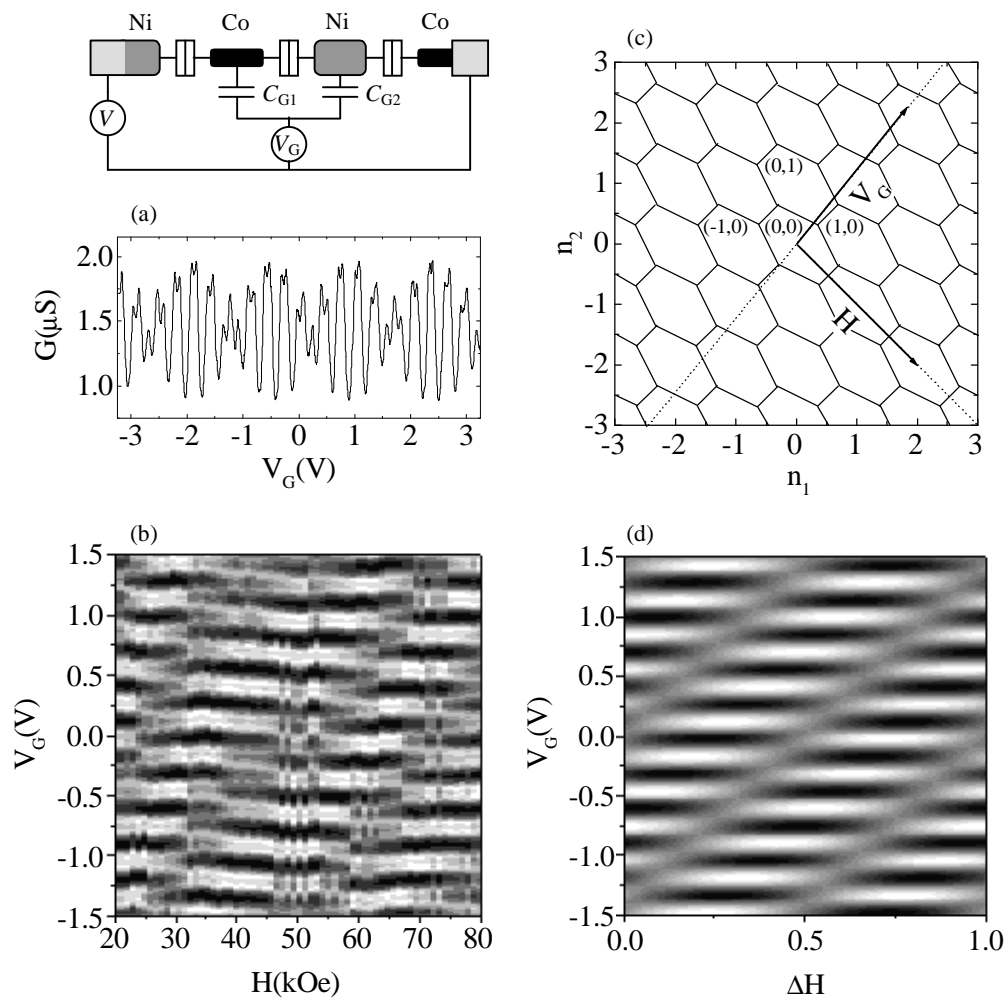 Ni Co Ni Co
C_G1 C_G2
V
V_G
(a)
G(μS)
2.0
1.5
1.0
-3 -2 -1 0 1 2 3
V_G(V)
(c)
n_2
3
2
1
0
-1
-2
-3
(0,1)
(-1,0) (0,0) (1,0)
V_G
H
-3 -2 -1 0 1 2 3
n_1
(b)
V_G(V)
1.5
1.0
0.5
0.0
-0.5
-1.0
-1.5
20 30 40 50 60 70 80
H(kOe)
(d)
V_G(V)
1.5
1.0
0.5
0.0
-0.5
-1.0
-1.5
0.0 0.5 1.0
ΔH